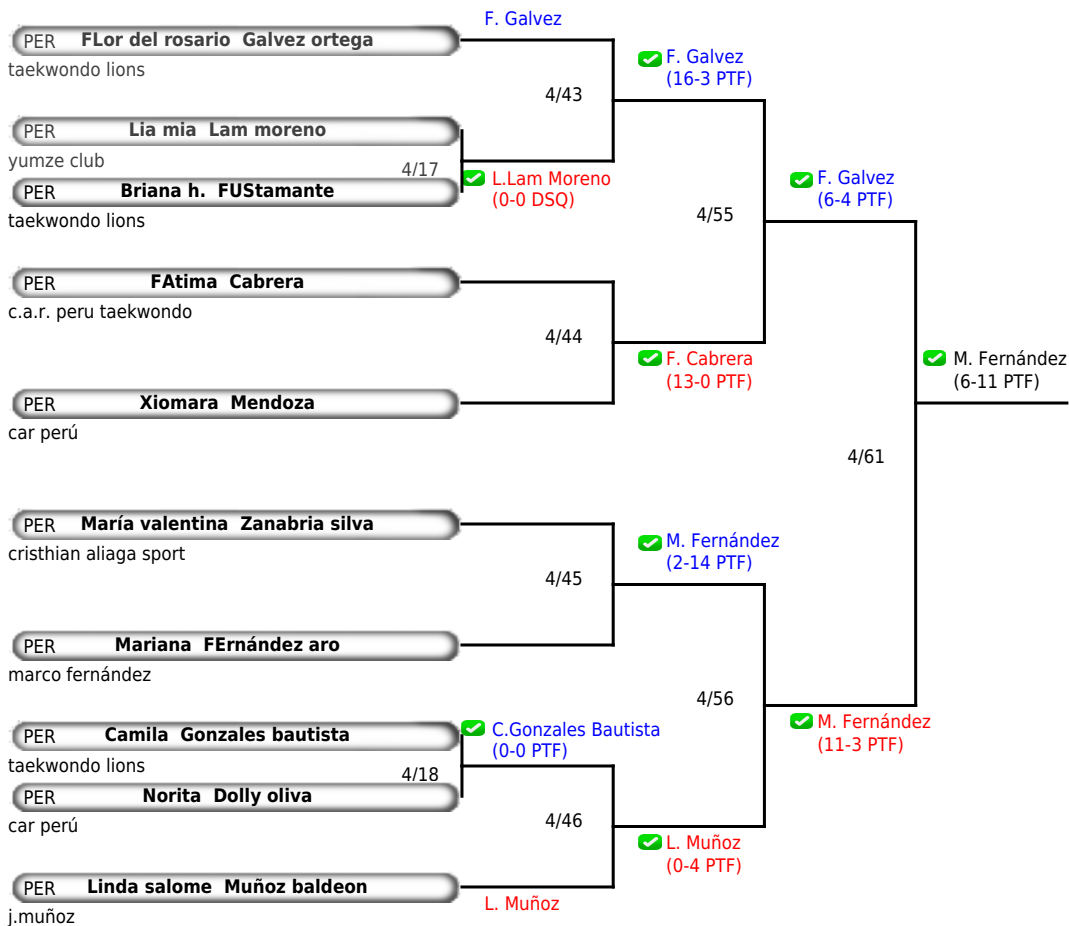 F. Galvez
PER FLor del rosario Galvez ortega
taekwondo lions
F. Galvez
(16-3 PTF)
4/43
PER Lia mia Lam moreno
yumze club
4/17
PER Briana h. FUStamante
taekwondo lions
L.Lam Moreno
(0-0 DSQ)
F. Galvez
(6-4 PTF)
4/55
PER FAtima Cabrera
c.a.r. peru taekwondo
4/44
F. Cabrera
(13-0 PTF)
M. Fernández
(6-11 PTF)
PER Xiomara Mendoza
car perú
4/61
PER María valentina Zanabria silva
cristhian aliaga sport
M. Fernández
(2-14 PTF)
4/45
PER Mariana FErnández aro
marco fernández
4/56
PER Camila Gonzales bautista
taekwondo lions
C.Gonzales Bautista
(0-0 PTF)
M. Fernández
(11-3 PTF)
4/18
PER Norita Dolly oliva
car perú
4/46
L. Muñoz
(0-4 PTF)
PER Linda salome Muñoz baldeon
j.muñoz
L. Muñoz